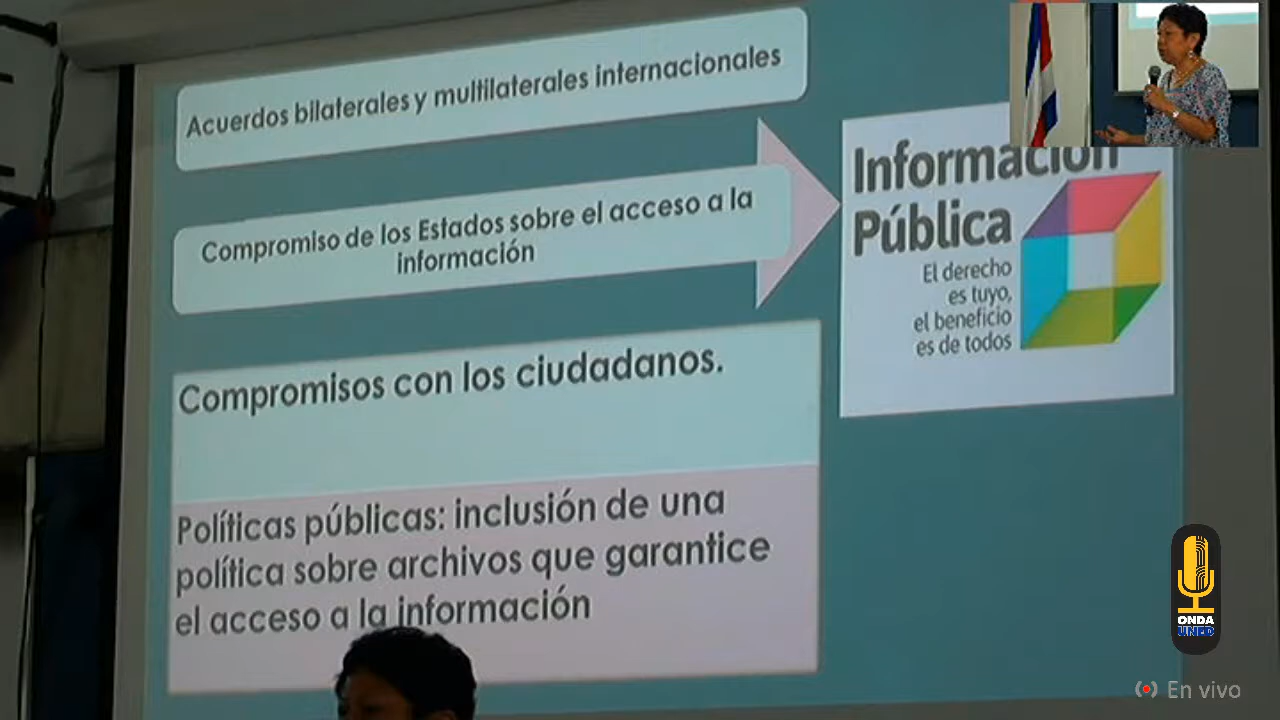 Acuerdos bilaterales y multilaterales internacionales
Compromiso de los Estados sobre el acceso a la
información
Compromisos con los ciudadanos.
Políticas públicas: inclusión de una
política sobre archivos que garantice
el acceso a la información
Información
Pública
El derecho
es tuyo,
el beneficio
es de todos
ONDA
UNED
En vivo